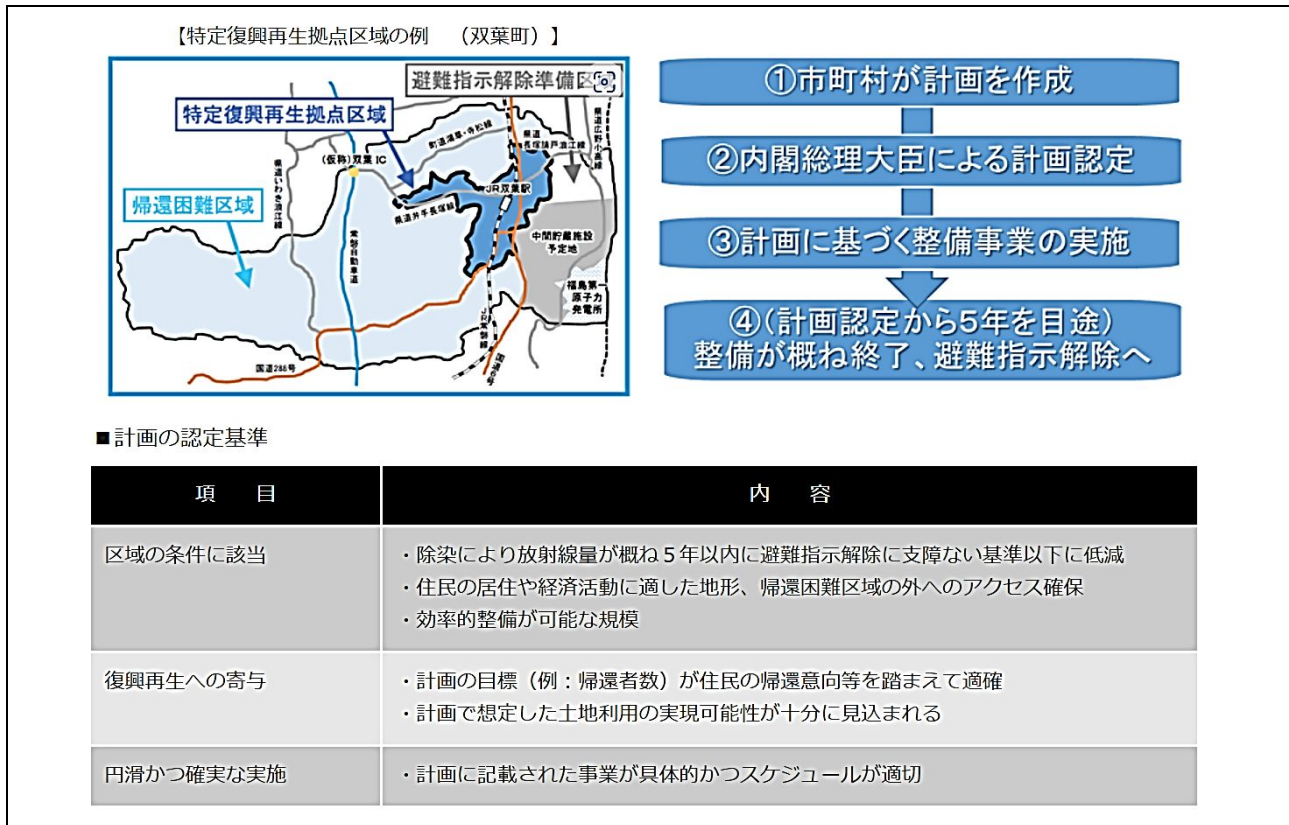 【特定復興再生拠点区域の例　（双葉町）】
避難指示解除準備区
特定復興再生拠点区域
帰還困難区域
(仮称)双葉IC
県道いわき浪江線
常磐自動車道
県道井手長塚線
県道
長塚請戸浪江線
県道広野小高線
JR双葉駅
中間貯蔵施設
予定地
福島第一
原子力
発電所
JR常磐線
国道6号
国道288号
①市町村が計画を作成
②内閣総理大臣による計画認定
③計画に基づく整備事業の実施
④(計画認定から5年を目途)
整備が概ね終了、避難指示解除へ
■計画の認定基準
項　目
内　容
区域の条件に該当
・除染により放射線量が概ね５年以内に避難指示解除に支障ない基準以下に低減
・住民の居住や経済活動に適した地形、帰還困難区域の外へのアクセス確保
・効率的整備が可能な規模
復興再生への寄与
・計画の目標（例：帰還者数）が住民の帰還意向等を踏まえて適確
・計画で想定した土地利用の実現可能性が十分に見込まれる
円滑かつ確実な実施
・計画に記載された事業が具体的かつスケジュールが適切